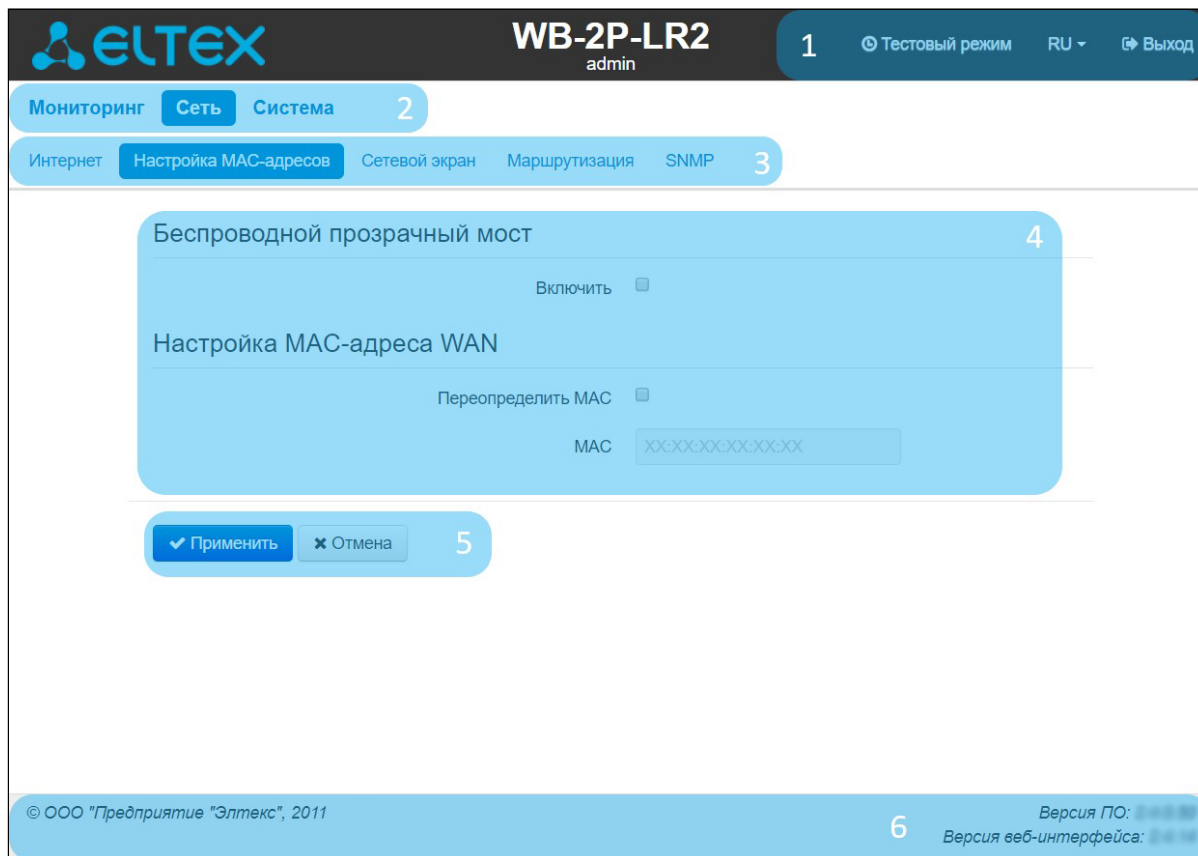 ELTEX
WB-2P-LR2
admin
1 Тестовый режим RU Выход
Мониторинг Сеть Система 2
Интернет Настройка MAC-адресов Сетевой экран Маршрутизация SNMP 3
Беспроводной прозрачный мост 4
Включить
Настройка MAC-адреса WAN
Переопределить MAC
MAC XX:XX:XX:XX:XX:XX
Применить Отмена 5
© ООО "Предприятие "Элтекс", 2011
6
Версия ПО:
Версия веб-интерфейса: